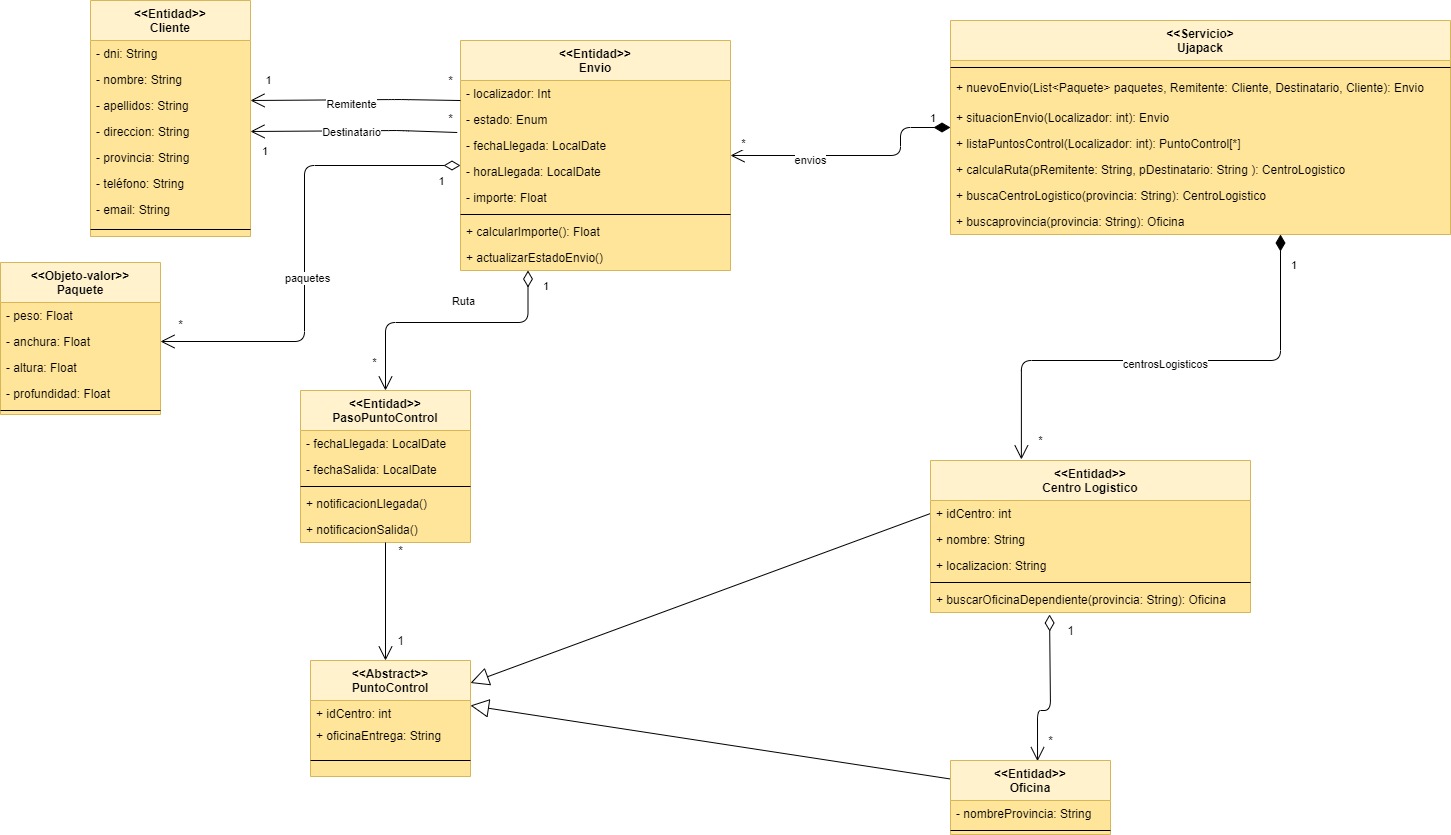 <<Entidad>>
Cliente
- dni: String
- nombre: String
- apellidos: String
- direccion: String
- provincia: String
- teléfono: String
- email: String
1
*
Remitente
*
Destinatario
1
<<Entidad>>
Envio
- localizador: Int
- estado: Enum
- fechaLlegada: LocalDate
- horaLlegada: LocalDate
- importe: Float
+ calcularImporte(): Float
+ actualizarEstadoEnvio()
1
*
envios
1
<<Servicio>
Ujapack
+ nuevoEnvio(List<Paquete> paquetes, Remitente: Cliente, Destinatario, Cliente): Envio
+ situacionEnvio(Localizador: int): Envio
+ listaPuntosControl(Localizador: int): PuntoControl[*]
+ calculaRuta(pRemitente: String, pDestinatario: String ): CentroLogistico
+ buscaCentroLogistico(provincia: String): CentroLogistico
+ buscaprovincia(provincia: String): Oficina
1
<<Objeto-valor>>
Paquete
- peso: Float
- anchura: Float
- altura: Float
- profundidad: Float
*
paquetes
1
Ruta
*
<<Entidad>>
PasoPuntoControl
- fechaLlegada: LocalDate
- fechaSalida: LocalDate
+ notificacionLlegada()
+ notificacionSalida()
*
1
centrosLogisticos
*
<<Entidad>>
Centro Logistico
+ idCentro: int
+ nombre: String
+ localizacion: String
+ buscarOficinaDependiente(provincia: String): Oficina
1
*
<<Abstract>>
PuntoControl
+ idCentro: int
+ oficinaEntrega: String
<<Entidad>>
Oficina
- nombreProvincia: String